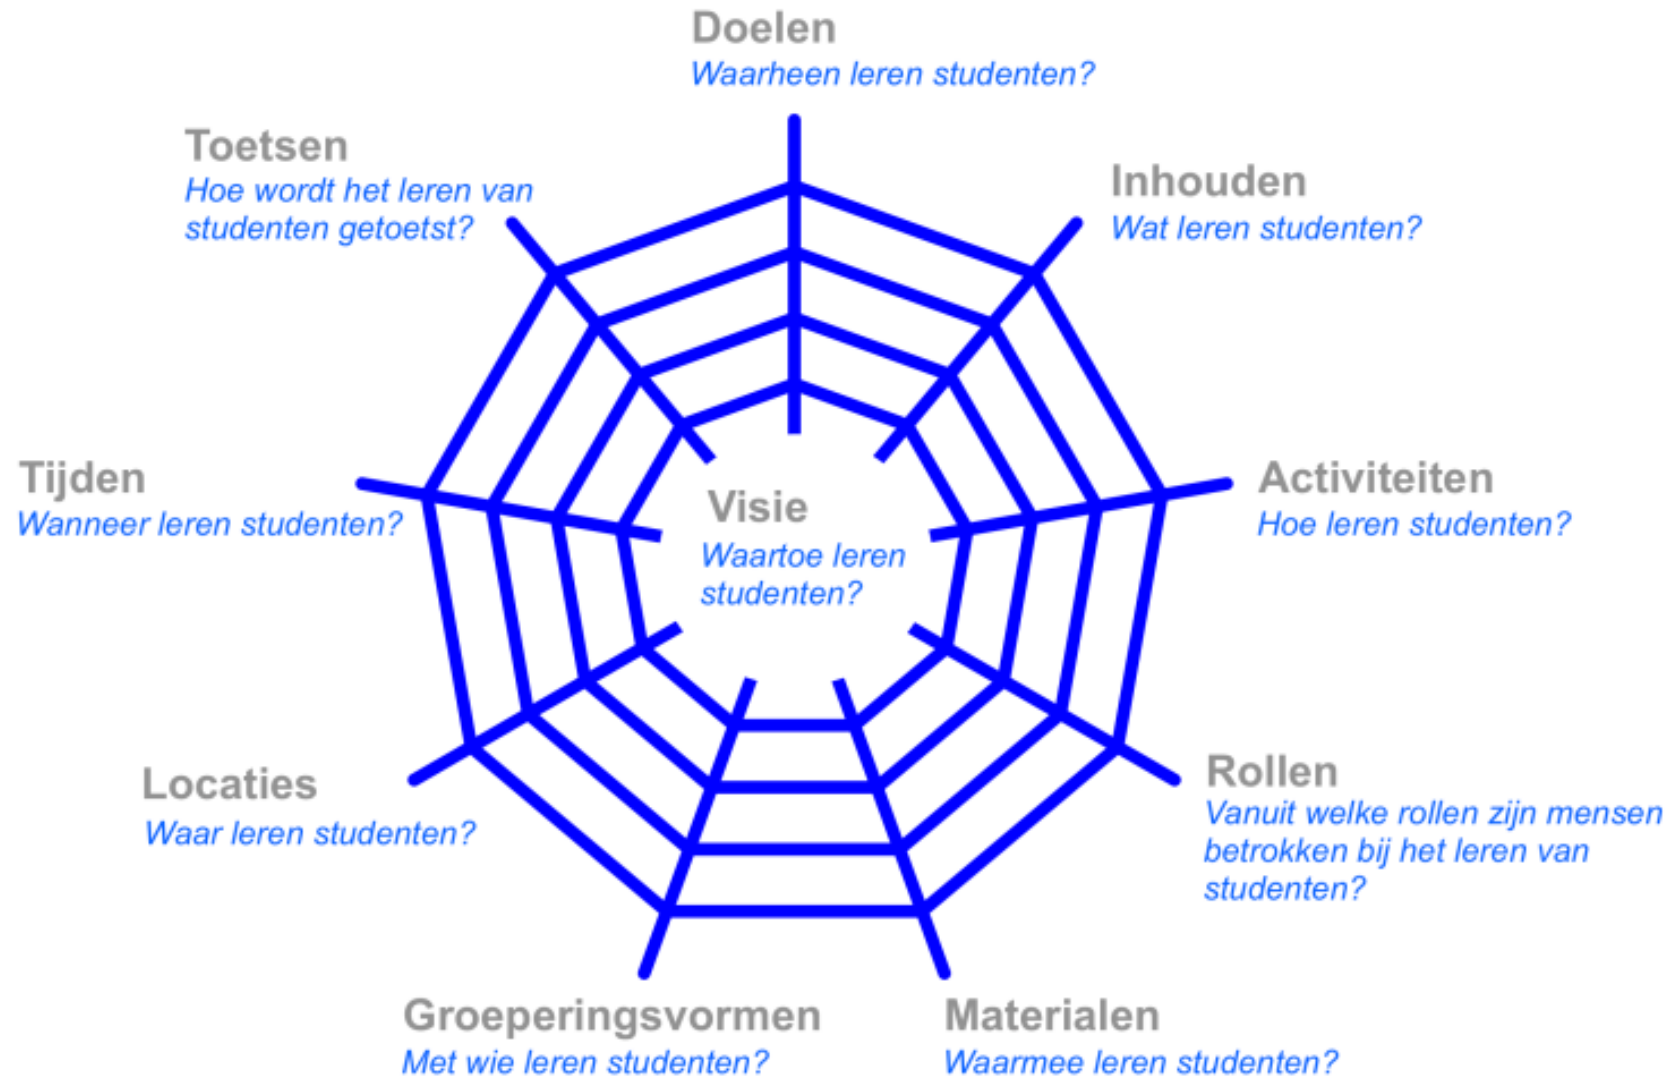 Doelen
Waarheen leren studenten?
Toetsen
Hoe wordt het leren van
studenten getoetst?
Inhouden
Wat leren studenten?
Tijden
Wanneer leren studenten?
Visie
Waartoe leren
studenten?
Activiteiten
Hoe leren studenten?
Locaties
Waar leren studenten?
Rollen
Vanuit welke rollen zijn mensen
betrokken bij het leren van
studenten?
Groeperingsvormen
Met wie leren studenten?
Materialen
Waarmee leren studenten?